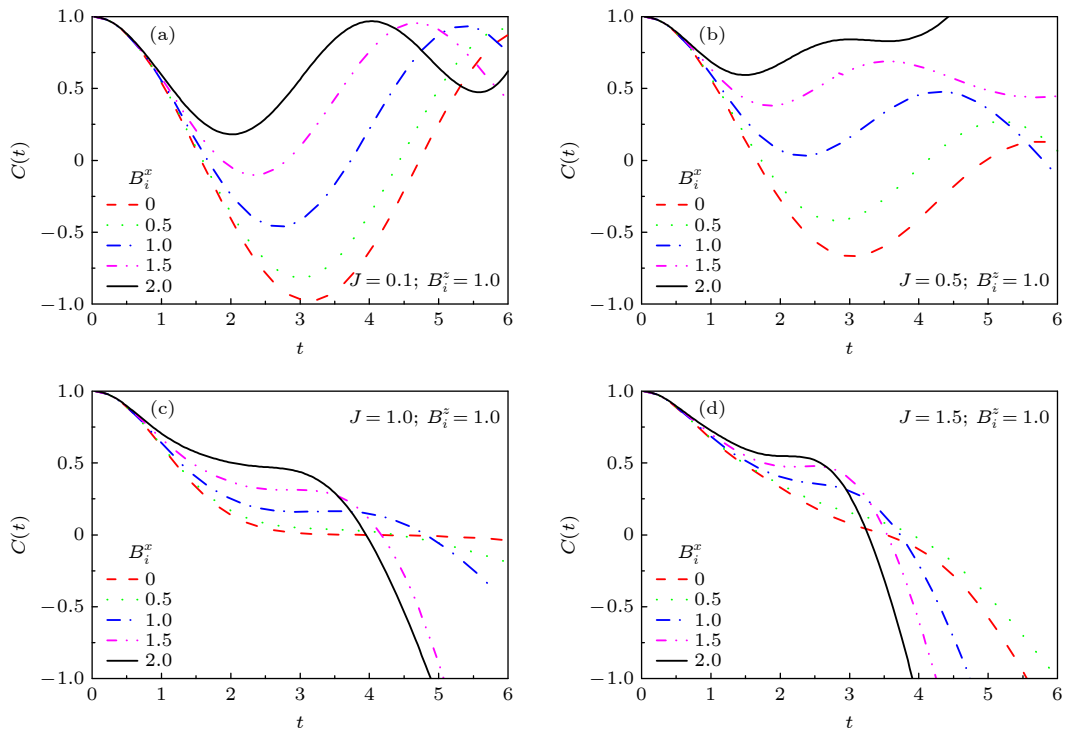 1.0
(a)
0.5
C(t)
0
−0.5
−1.0
B_i^x
0
0.5
1.0
1.5
2.0
J = 0.1; B_i^z = 1.0
0 1 2 3 4 5 6
t
1.0
(b)
0.5
C(t)
0
−0.5
−1.0
B_i^x
0
0.5
1.0
1.5
2.0
J = 0.5; B_i^z = 1.0
0 1 2 3 4 5 6
t
1.0
(c)
J = 1.0; B_i^z = 1.0
0.5
C(t)
0
−0.5
−1.0
B_i^x
0
0.5
1.0
1.5
2.0
0 1 2 3 4 5 6
t
1.0
(d)
J = 1.5; B_i^z = 1.0
0.5
C(t)
0
−0.5
−1.0
B_i^x
0
0.5
1.0
1.5
2.0
0 1 2 3 4 5 6
t